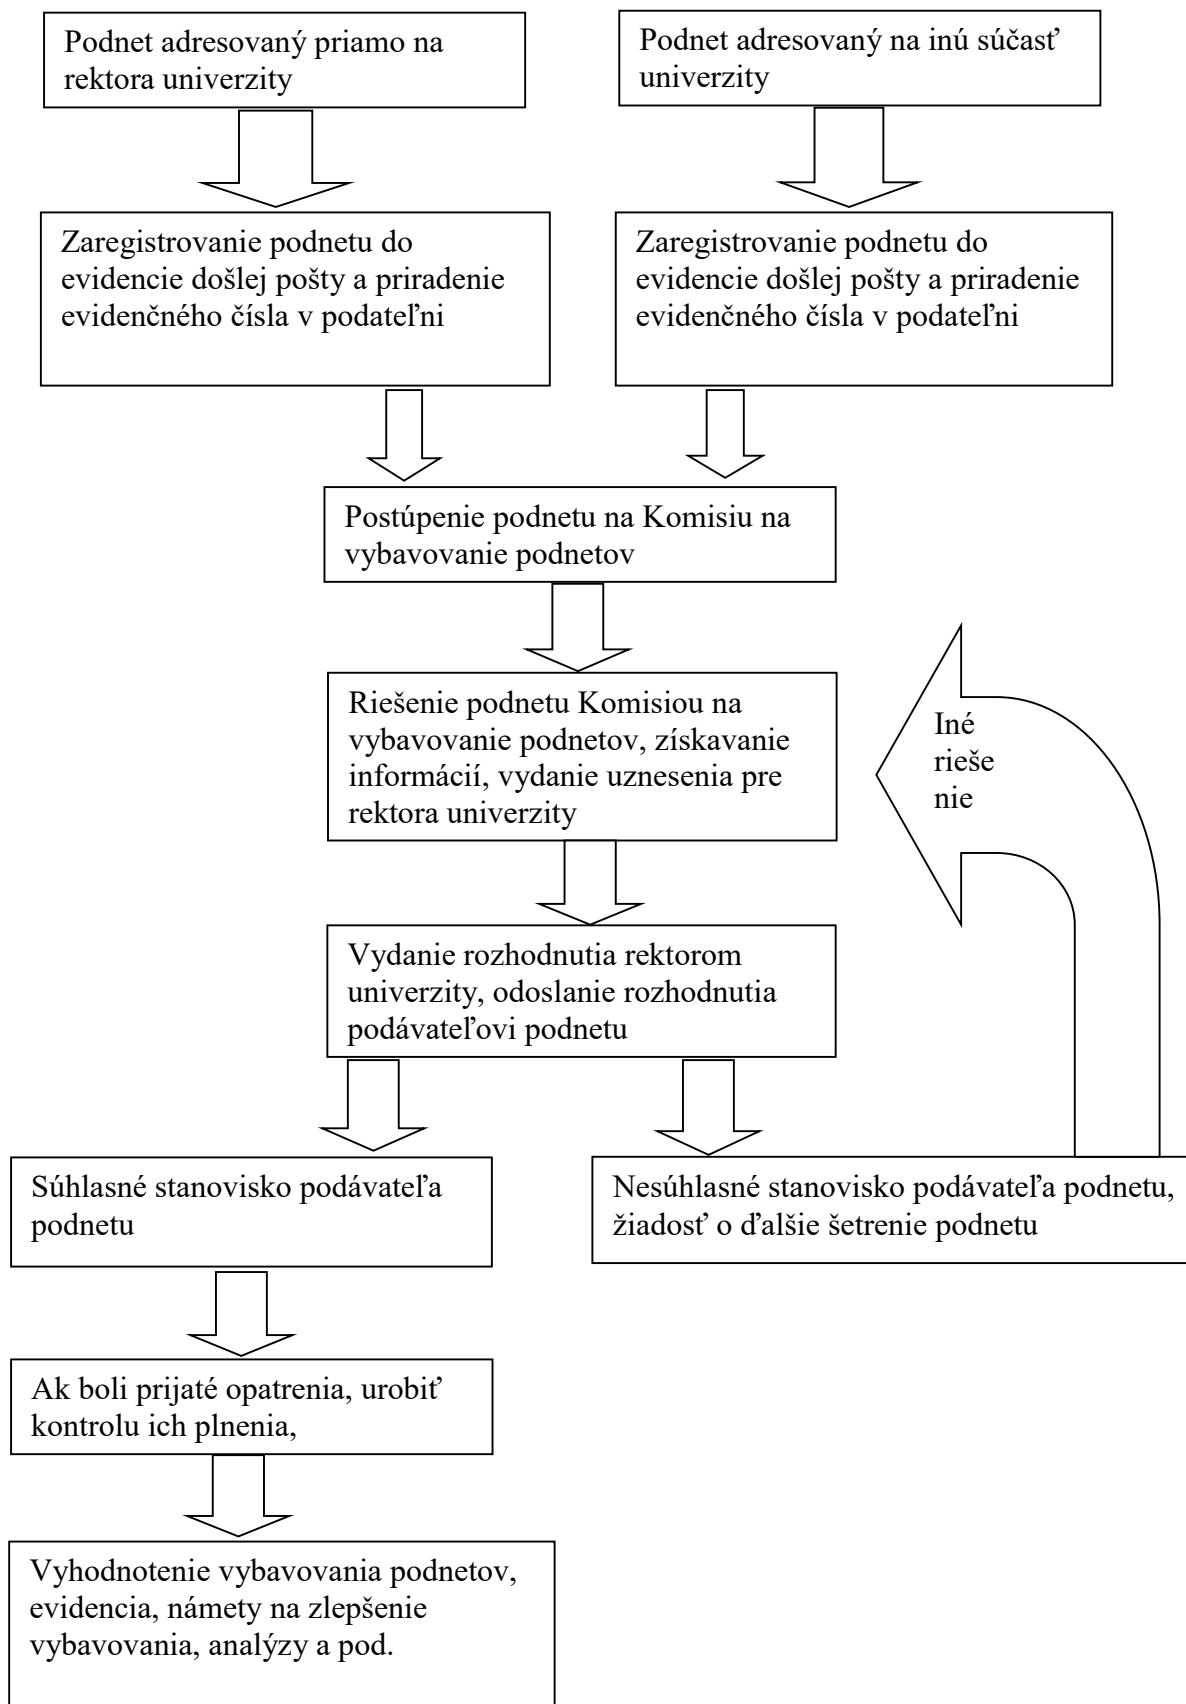 Podnet adresovaný priamo na
rektora univerzity
Podnet adresovaný na inú súčasť
univerzity
Zaregistrovanie podnetu do
evidencie došlej pošty a priradenie
evidenčného čísla v podateľni
Zaregistrovanie podnetu do
evidencie došlej pošty a priradenie
evidenčného čísla v podateľni
Postúpenie podnetu na Komisiu na
vybavovanie podnetov
Riešenie podnetu Komisiou na
vybavovanie podnetov, získavanie
informácií, vydanie uznesenia pre
rektora univerzity
Iné
rieše
nie
Vydanie rozhodnutia rektorom
univerzity, odoslanie rozhodnutia
podávateľovi podnetu
Súhlasné stanovisko podávateľa
podnetu
Nesúhlasné stanovisko podávateľa podnetu,
žiadosť o ďalšie šetrenie podnetu
Ak boli prijaté opatrenia, urobiť
kontrolu ich plnenia,
Vyhodnotenie vybavovania podnetov,
evidencia, námety na zlepšenie
vybavovania, analýzy a pod.